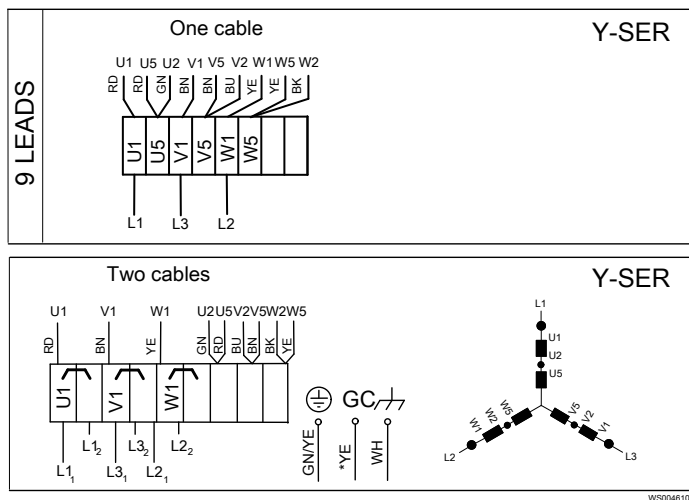 One cable
Y-SER
9 LEADS
U1 U5 U2 V1 V5 V2 W1 W5 W2
RD RD GN BN BN BU YE YE BK
U1 U5 V1 V5 W1 W5
L1 L3 L2
Two cables
Y-SER
U1 V1 W1 U2 U5 V2 V5 W2 W5
RD BN YE GN RD BU BN BK YE
U1 V1 W1
L1₂ L3₂ L2₂
L1₁ L3₁ L2₁
GC
GN/YE *YE WH
L1
U1
U2
U5
W1 W2 W5 V5 V2 V1
L2 L3
WS004610